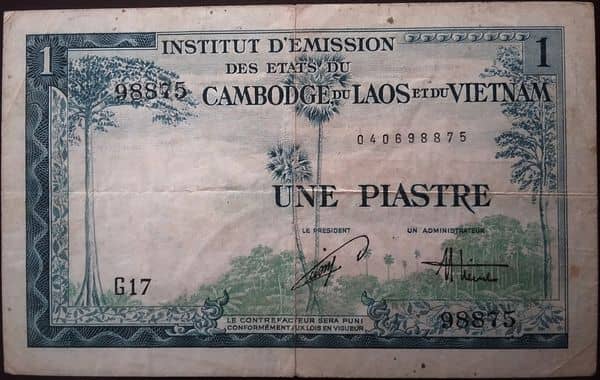 1 INSTITUT D'EMISSION 1
DES ETATS DU
98875 CAMBODGE, DU LAOS ET DU VIETNAM
040698875
UNE PIASTRE
LE PRESIDENT UN ADMINISTRATEUR
G17
LE CONTREFACTEUR SERA PUNI
CONFORMÉMENT AUX LOIS EN VIGUEUR
98875